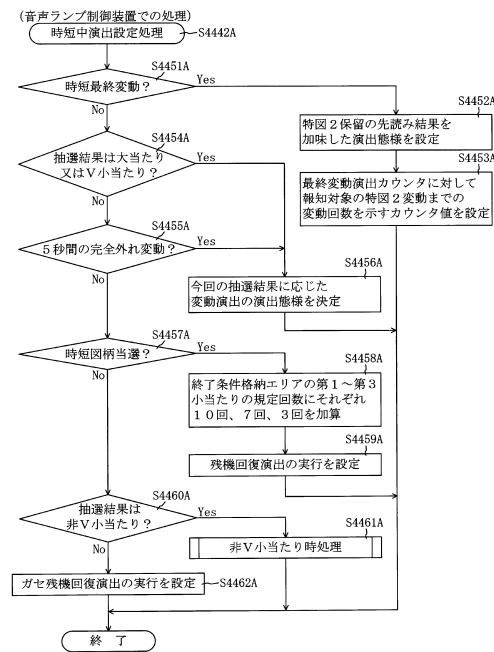 (音声ランプ制御装置での処理)
時短中演出設定処理
S4442A
S4451A
時短最終変動?
Yes
No
S4452A
特図2保留の先読み結果を
加味した演出態様を設定
S4453A
最終変動演出カウンタに対して
報知対象の特図2変動までの
変動回数を示すカウンタ値を設定
S4454A
抽選結果は大当たり
又はV小当たり?
Yes
No
S4455A
5秒間の完全外れ変動?
Yes
No
S4456A
今回の抽選結果に応じた
変動演出の演出態様を決定
S4457A
時短図柄当選?
Yes
No
S4458A
終了条件格納エリアの第1~第3
小当たりの規定回数にそれぞれ
10回、7回、3回を加算
S4459A
残機回復演出の実行を設定
S4460A
抽選結果は
非V小当たり?
Yes
No
S4461A
非V小当たり時処理
ガセ残機回復演出の実行を設定
S4462A
終 了